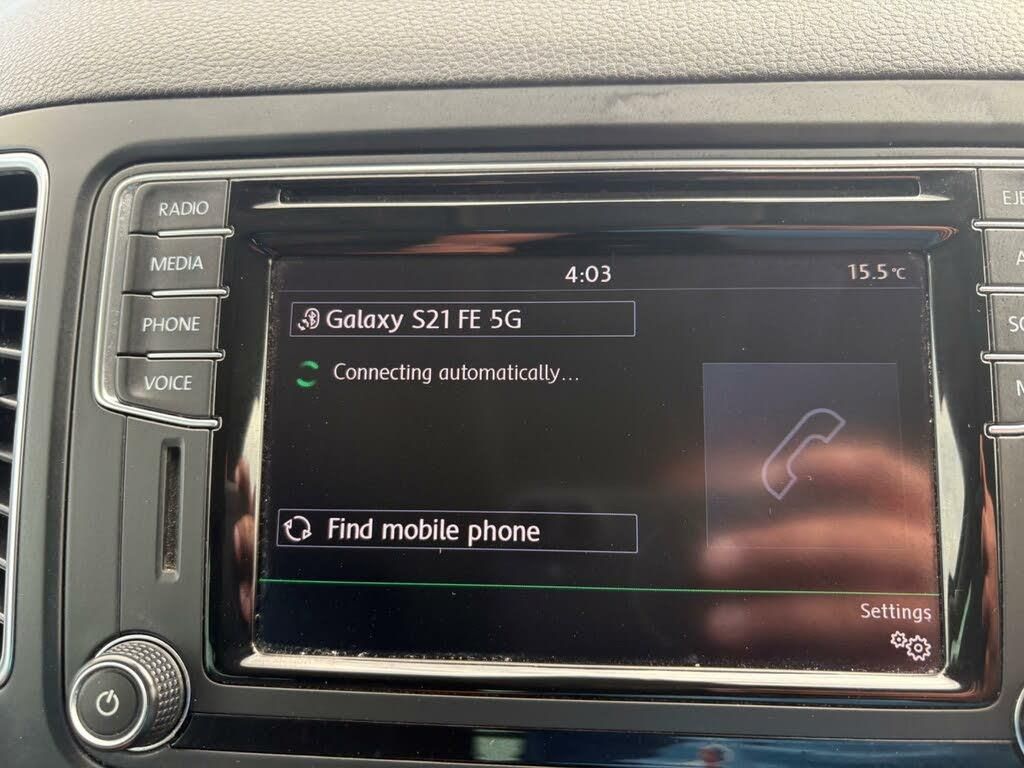 RADIO
MEDIA
PHONE
VOICE
4:03
15.5°C
Galaxy S21 FE 5G
Connecting automatically...
Find mobile phone
Settings